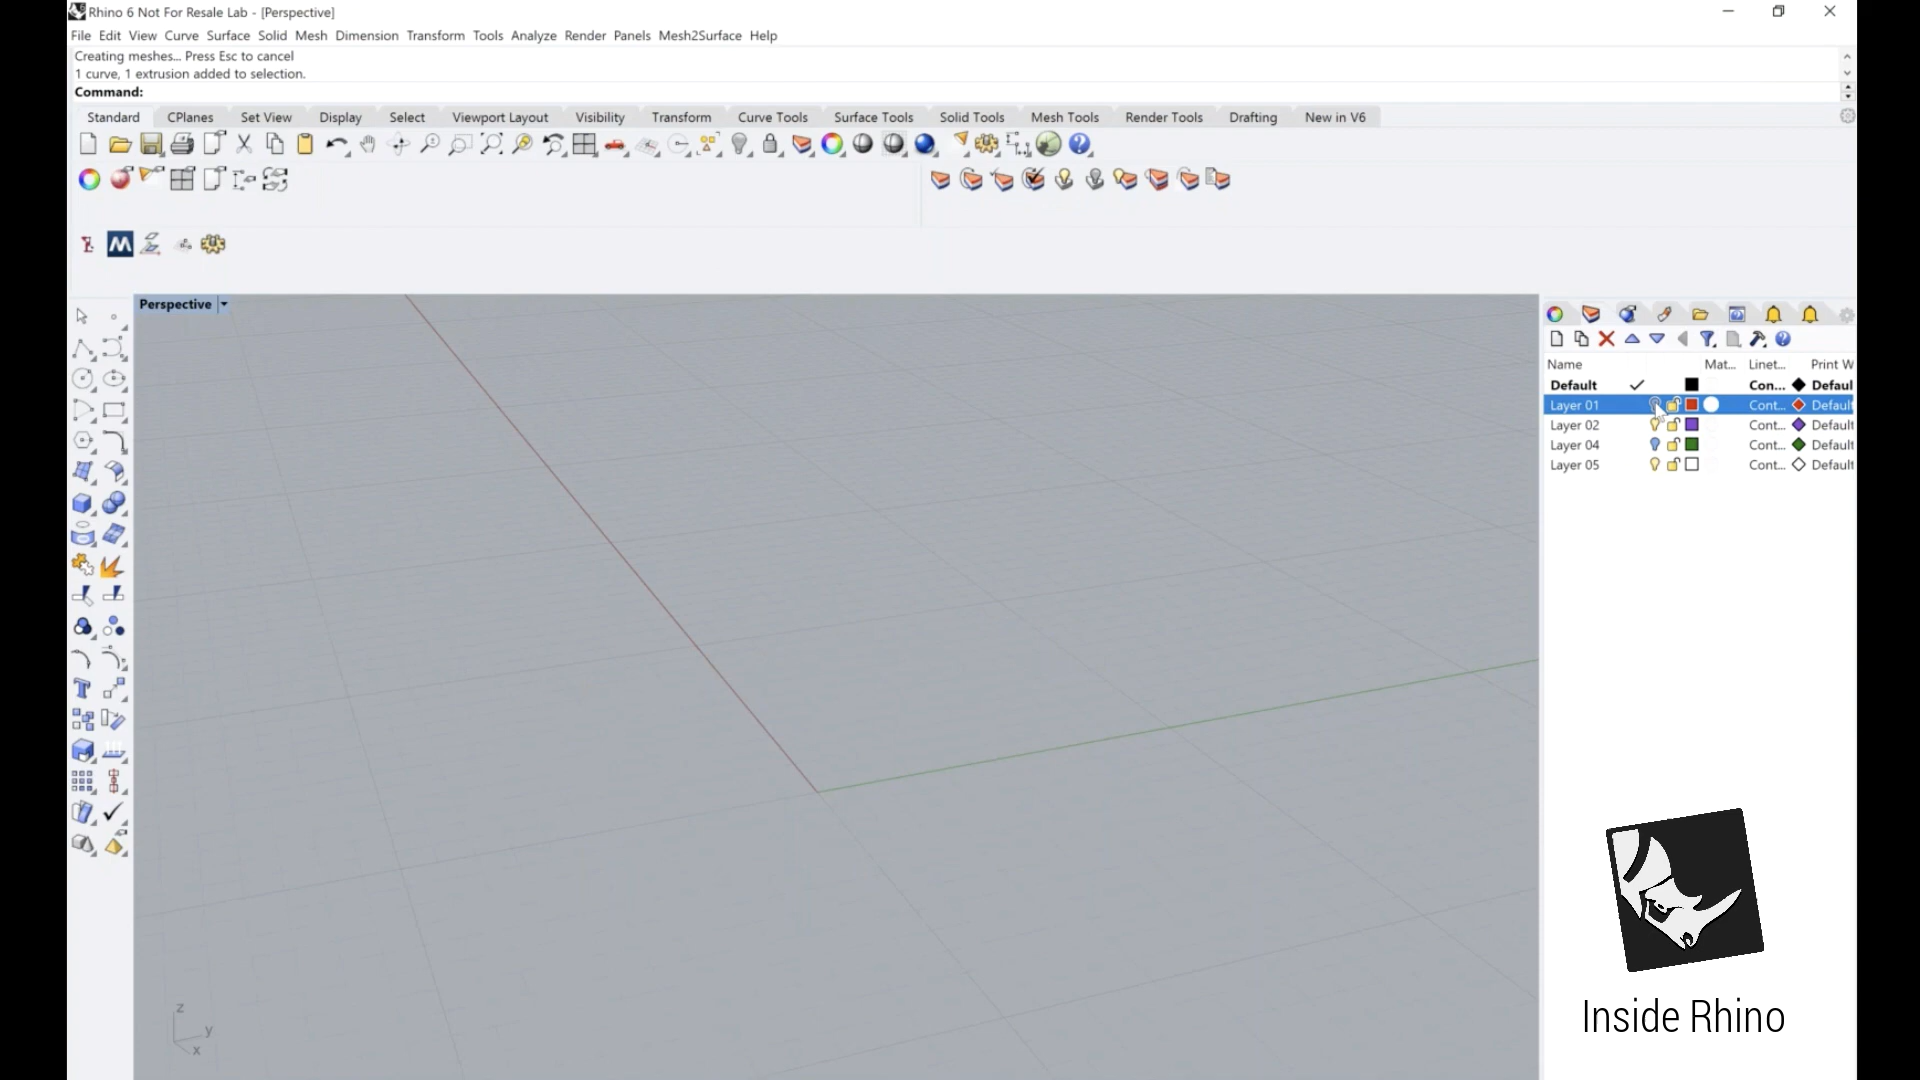 Rhino 6 Not For Resale Lab - [Perspective]
File Edit View Curve Surface Solid Mesh Dimension Transform Tools Analyze Render Panels Mesh2Surface Help
Creating meshes... Press Esc to cancel
1 curve, 1 extrusion added to selection.
Command:
Standard CPlanes Set View Display Select Viewport Layout Visibility Transform Curve Tools Surface Tools Solid Tools Mesh Tools Render Tools Drafting New in V6
Perspective
Name Mat... Linet... Print W
Default Con... Defaul
Layer 01 Cont... Default
Layer 02 Cont... Default
Layer 04 Cont... Default
Layer 05 Cont... Default
z
y
x
Inside Rhino